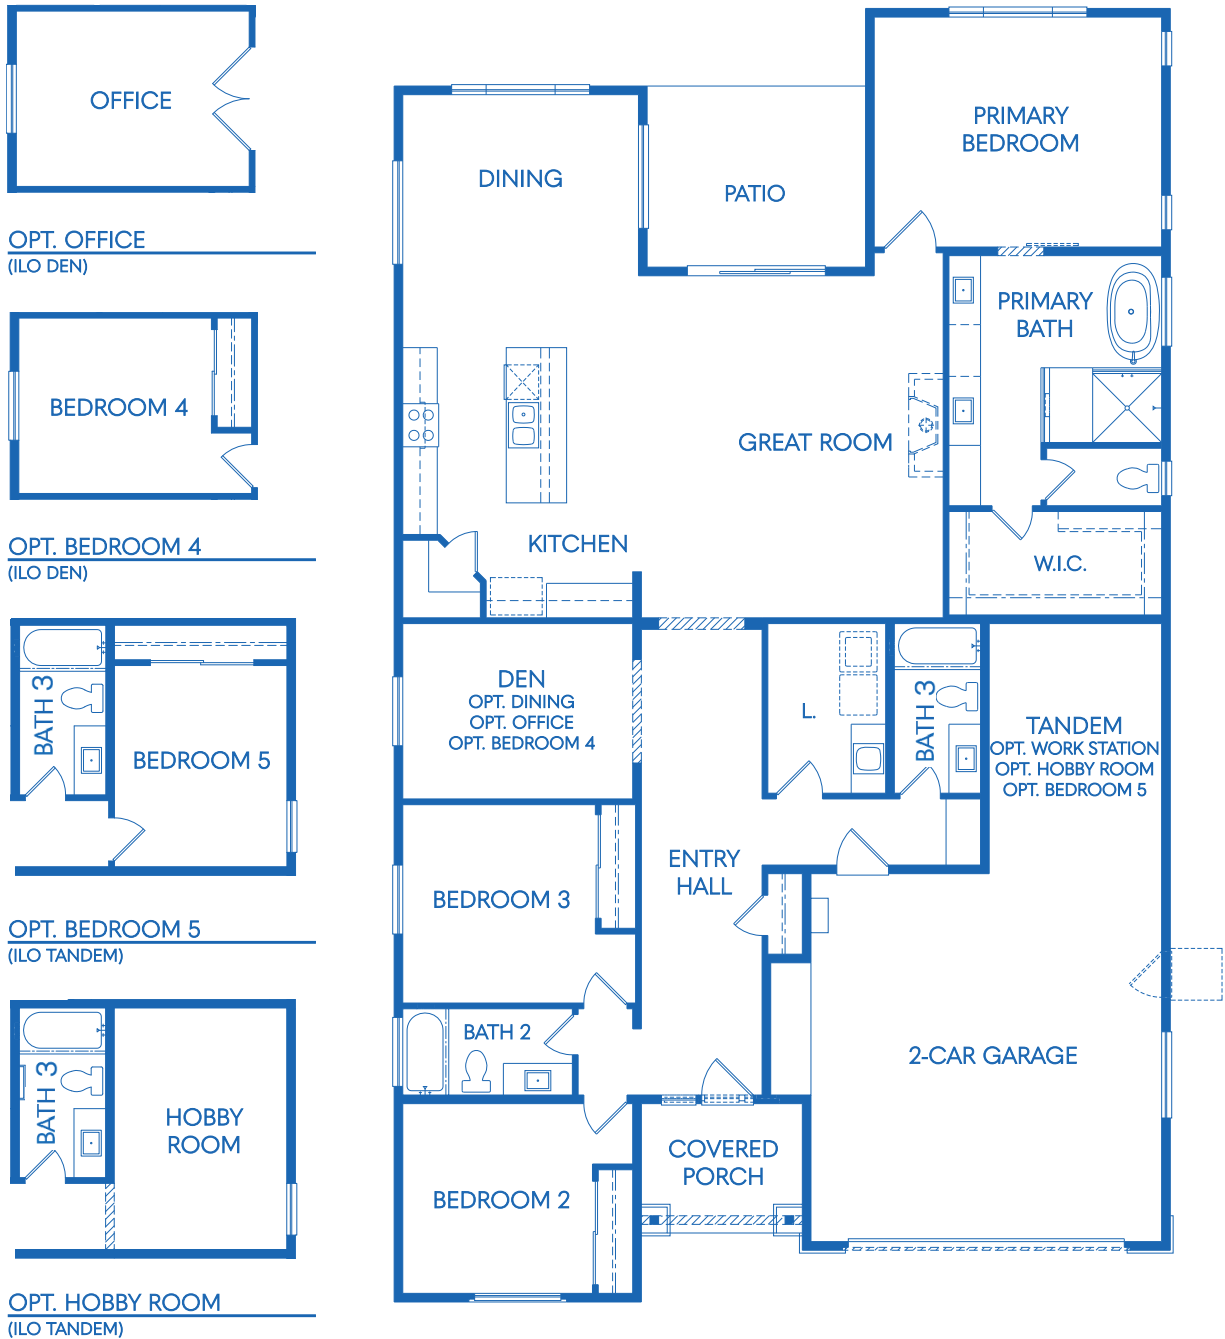 OFFICE
OPT. OFFICE
(ILO DEN)
BEDROOM 4
OPT. BEDROOM 4
(ILO DEN)
BATH 3
BEDROOM 5
OPT. BEDROOM 5
(ILO TANDEM)
BATH 3
HOBBY
ROOM
OPT. HOBBY ROOM
(ILO TANDEM)
DINING
PATIO
PRIMARY
BEDROOM
PRIMARY
BATH
GREAT ROOM
KITCHEN
W.I.C.
DEN
OPT. DINING
OPT. OFFICE
OPT. BEDROOM 4
L.
BATH 3
TANDEM
OPT. WORK STATION
OPT. HOBBY ROOM
OPT. BEDROOM 5
ENTRY
HALL
BEDROOM 3
BATH 2
2-CAR GARAGE
COVERED
PORCH
BEDROOM 2